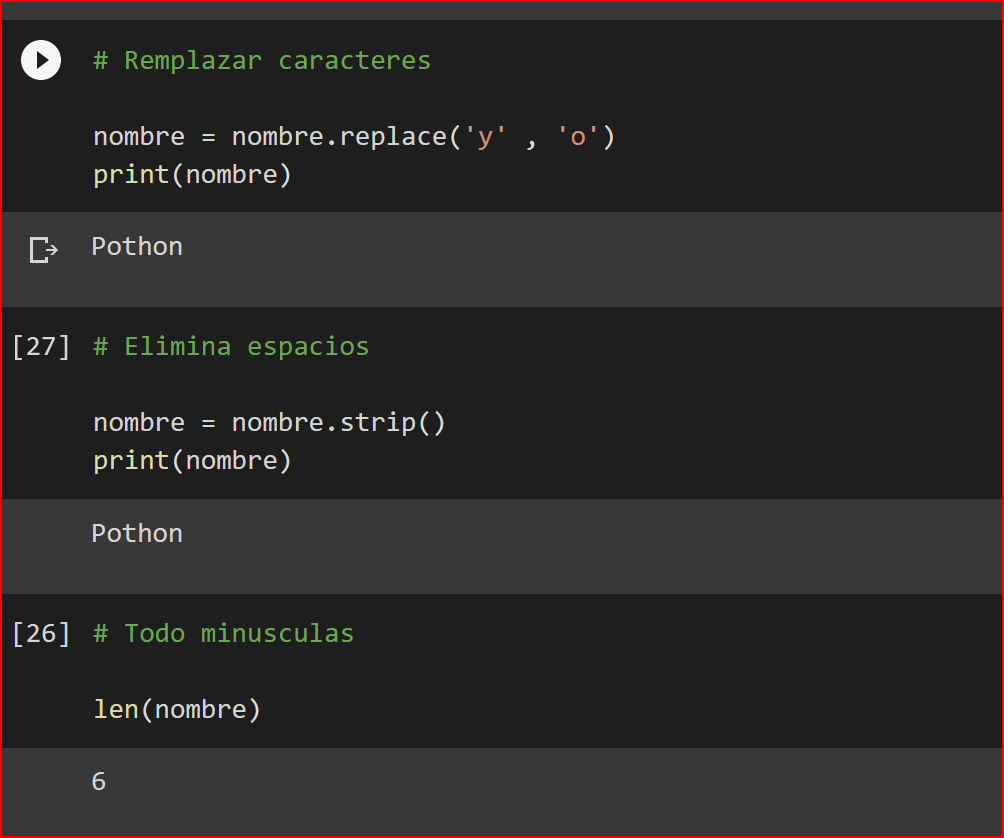 # Remplazar caracteres
nombre = nombre.replace('y' , 'o')
print(nombre)
Pothon
[27] # Elimina espacios
nombre = nombre.strip()
print(nombre)
Pothon
[26] # Todo minusculas
len(nombre)
6